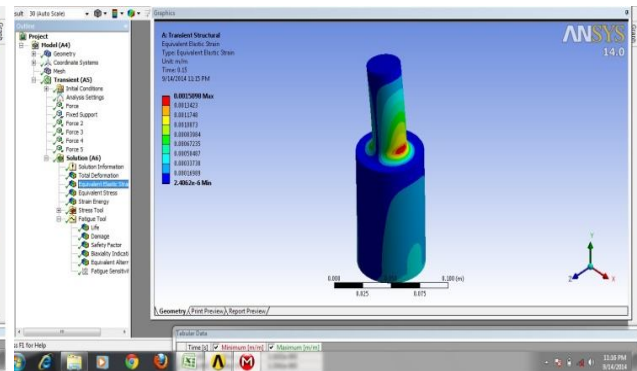 sult 30 (Auto Scale)
Outline
Project
Model (A4)
Geometry
Coordinate Systems
Mesh
Transient (A5)
Initial Conditions
Analysis Settings
Force
Fixed Support
Force 2
Force 3
Force 4
Force 5
Solution (A6)
Solution Information
Total Deformation
Equivalent Elastic Stra
Equivalent Stress
Strain Energy
Stress Tool
Fatigue Tool
Life
Damage
Safety Factor
Biaxiality Indicati
Equivalent Altern
Fatigue Sensitivit
ss F1 for Help
Graphics
A: Transient Structural
Equivalent Elastic Strain
Type: Equivalent Elastic Strain
Unit: m/m
Time: 0.15
9/14/2014 11:15 PM
0.0015098 Max
0.0013423
0.0011748
0.0010073
0.00083984
0.00067235
0.00050487
0.00033738
0.00016989
2.4062e-6 Min
ANSYS
14.0
0.000
0.100 (m)
0.025
0.075
Y
Z
X
Geometry Print Preview Report Preview
Graph
Tabular Data
Time [s] Minimum [m/m] Maximum [m/m]
11:16 PM
9/14/2014